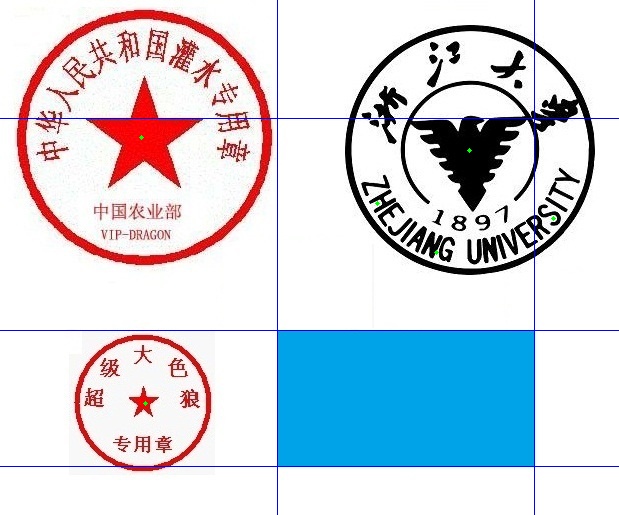 中华人民共和国灌水专用章
中国农业部
VIP-DRAGON
浙江大學
1897
ZHEJIANG UNIVERSITY
超级大色狼
专用章